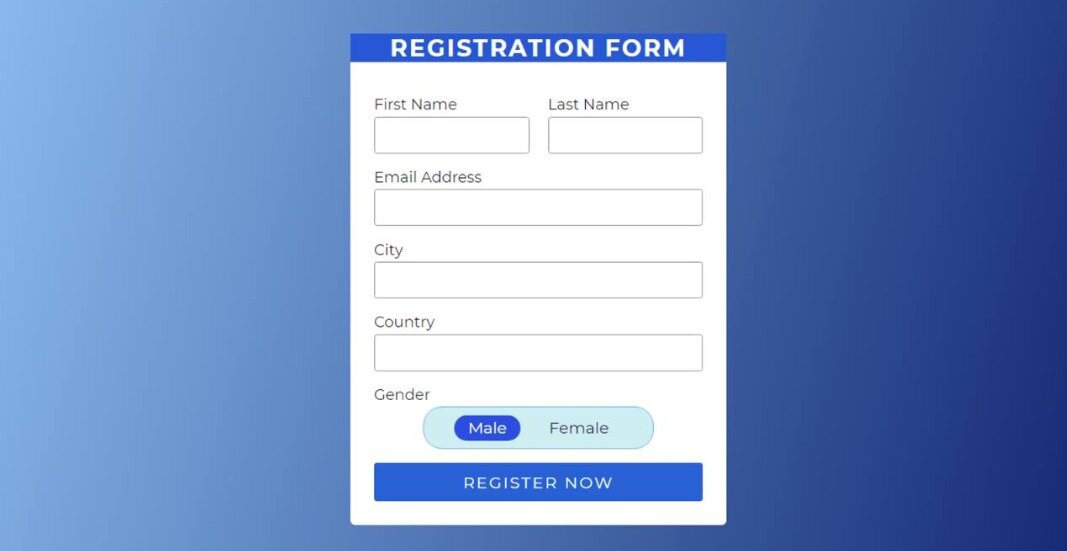 REGISTRATION FORM
First Name Last Name
Email Address
City
Country
Gender
Male Female
REGISTER NOW